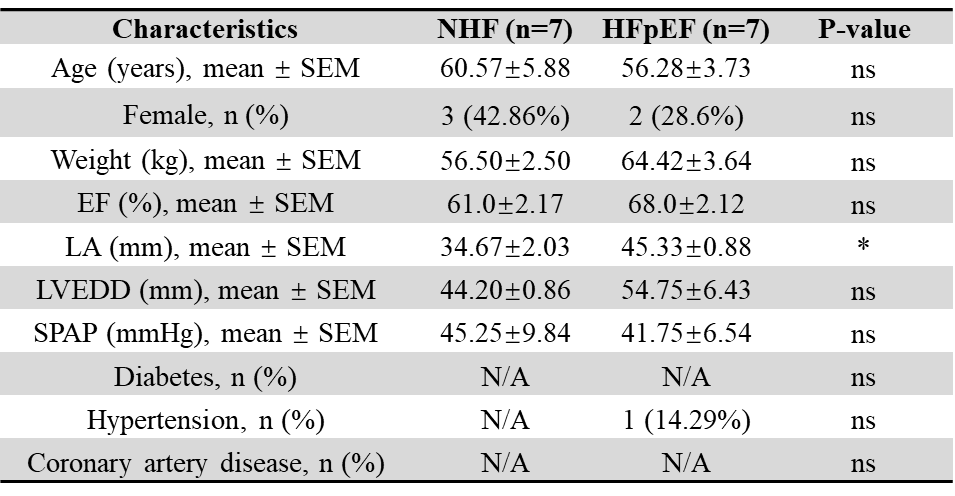 Characteristics NHF (n=7) HFpEF (n=7) P-value
Age (years), mean ± SEM 60.57±5.88 56.28±3.73 ns
Female, n (%) 3 (42.86%) 2 (28.6%) ns
Weight (kg), mean ± SEM 56.50±2.50 64.42±3.64 ns
EF (%), mean ± SEM 61.0±2.17 68.0±2.12 ns
LA (mm), mean ± SEM 34.67±2.03 45.33±0.88 *
LVEDD (mm), mean ± SEM 44.20±0.86 54.75±6.43 ns
SPAP (mmHg), mean ± SEM 45.25±9.84 41.75±6.54 ns
Diabetes, n (%) N/A N/A ns
Hypertension, n (%) N/A 1 (14.29%) ns
Coronary artery disease, n (%) N/A N/A ns